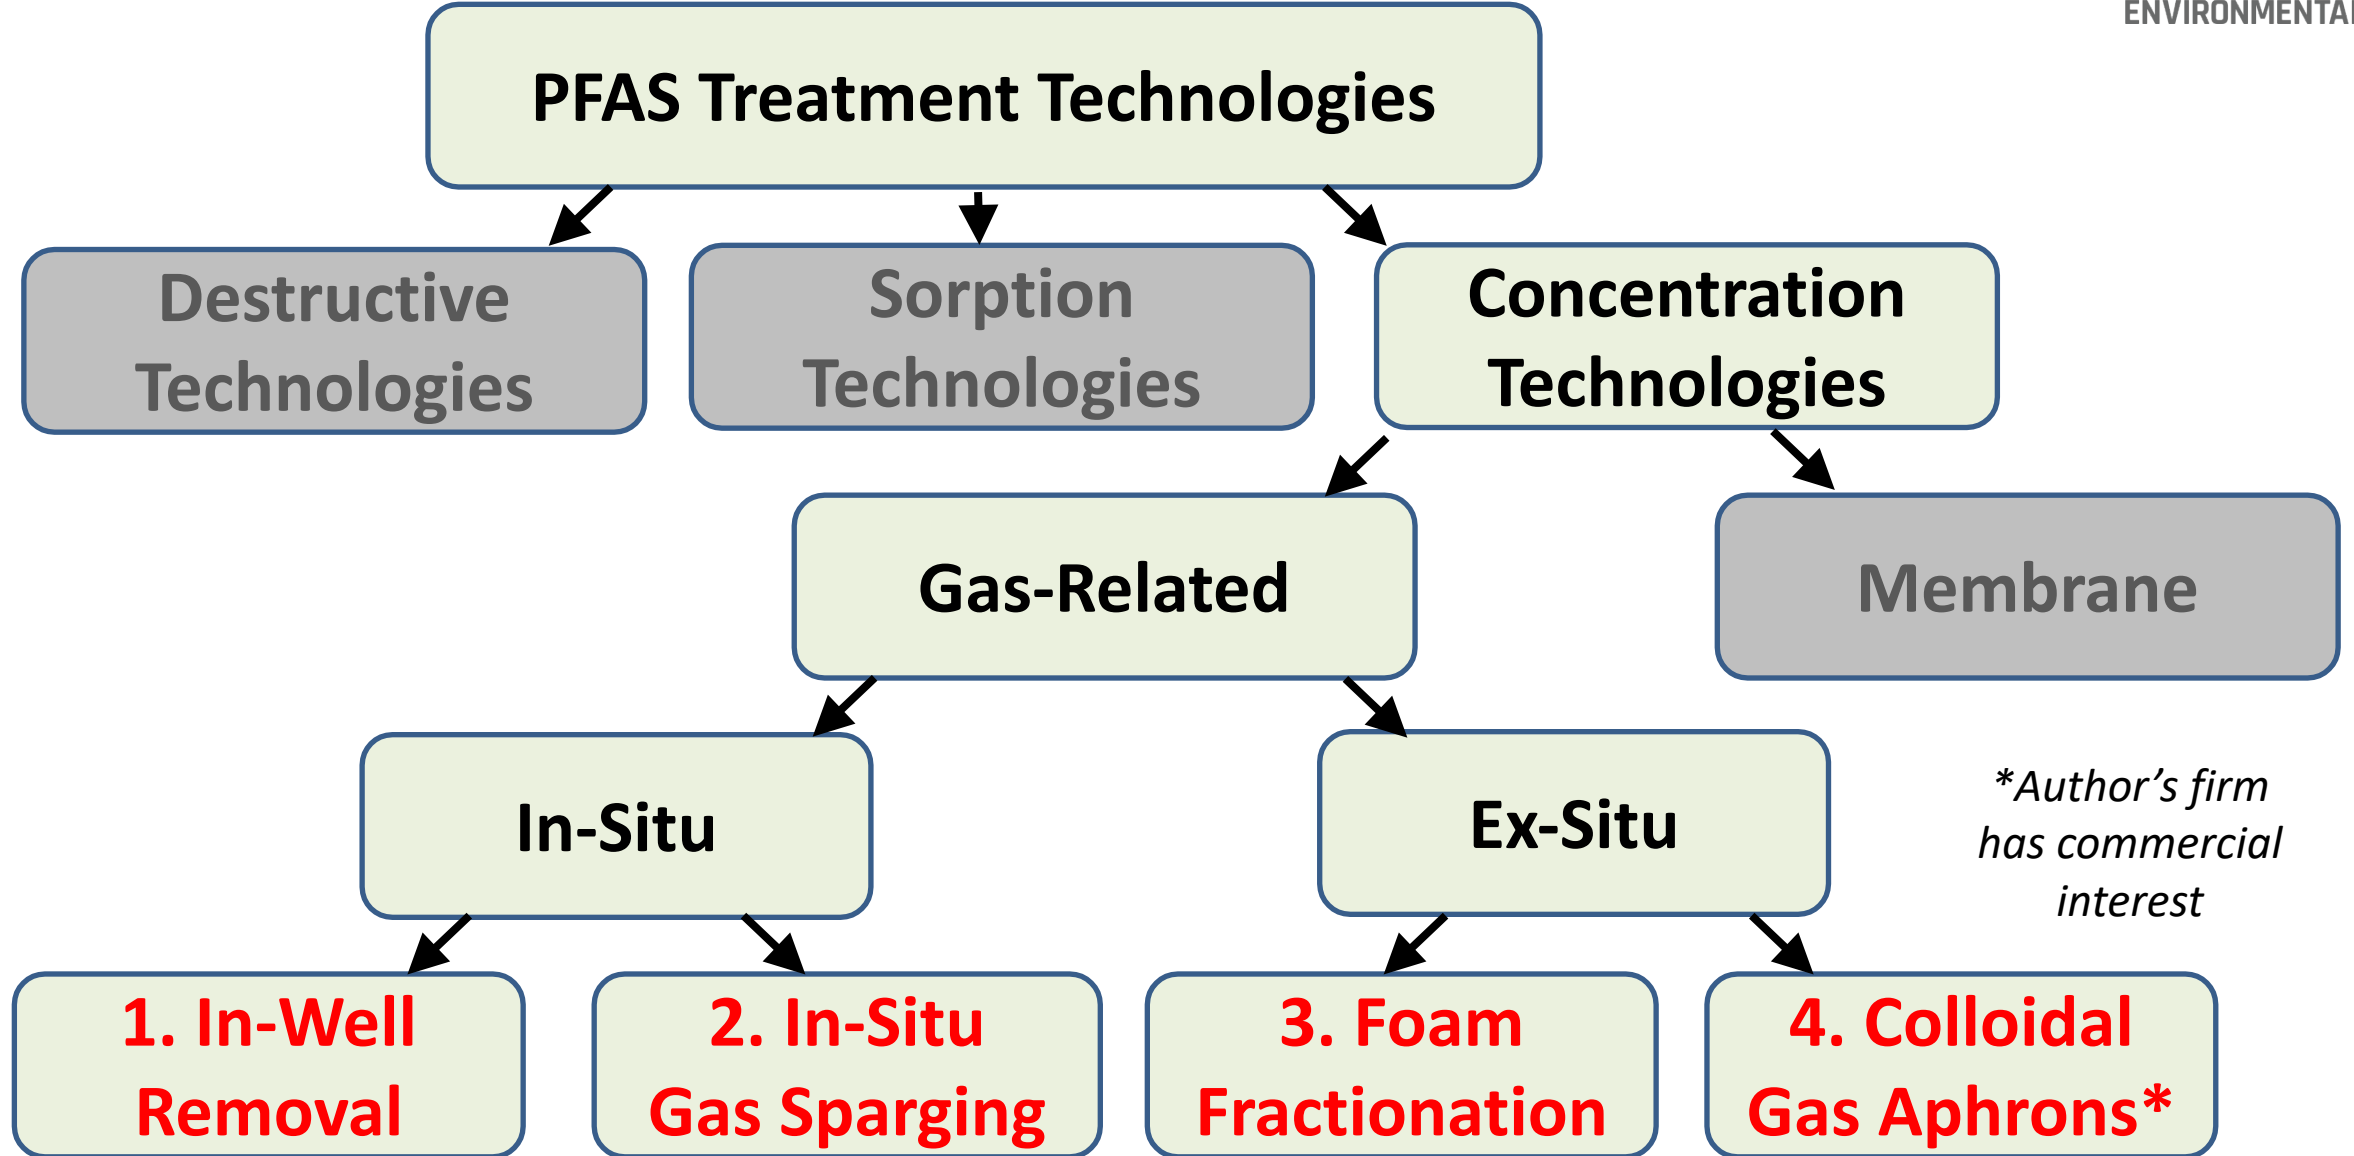 ENVIRONMENTAL
PFAS Treatment Technologies
Destructive
Technologies
Sorption
Technologies
Concentration
Technologies
Gas-Related
Membrane
In-Situ
Ex-Situ
*Author’s firm
has commercial
interest
1. In-Well
Removal
2. In-Situ
Gas Sparging
3. Foam
Fractionation
4. Colloidal
Gas Aphrons*